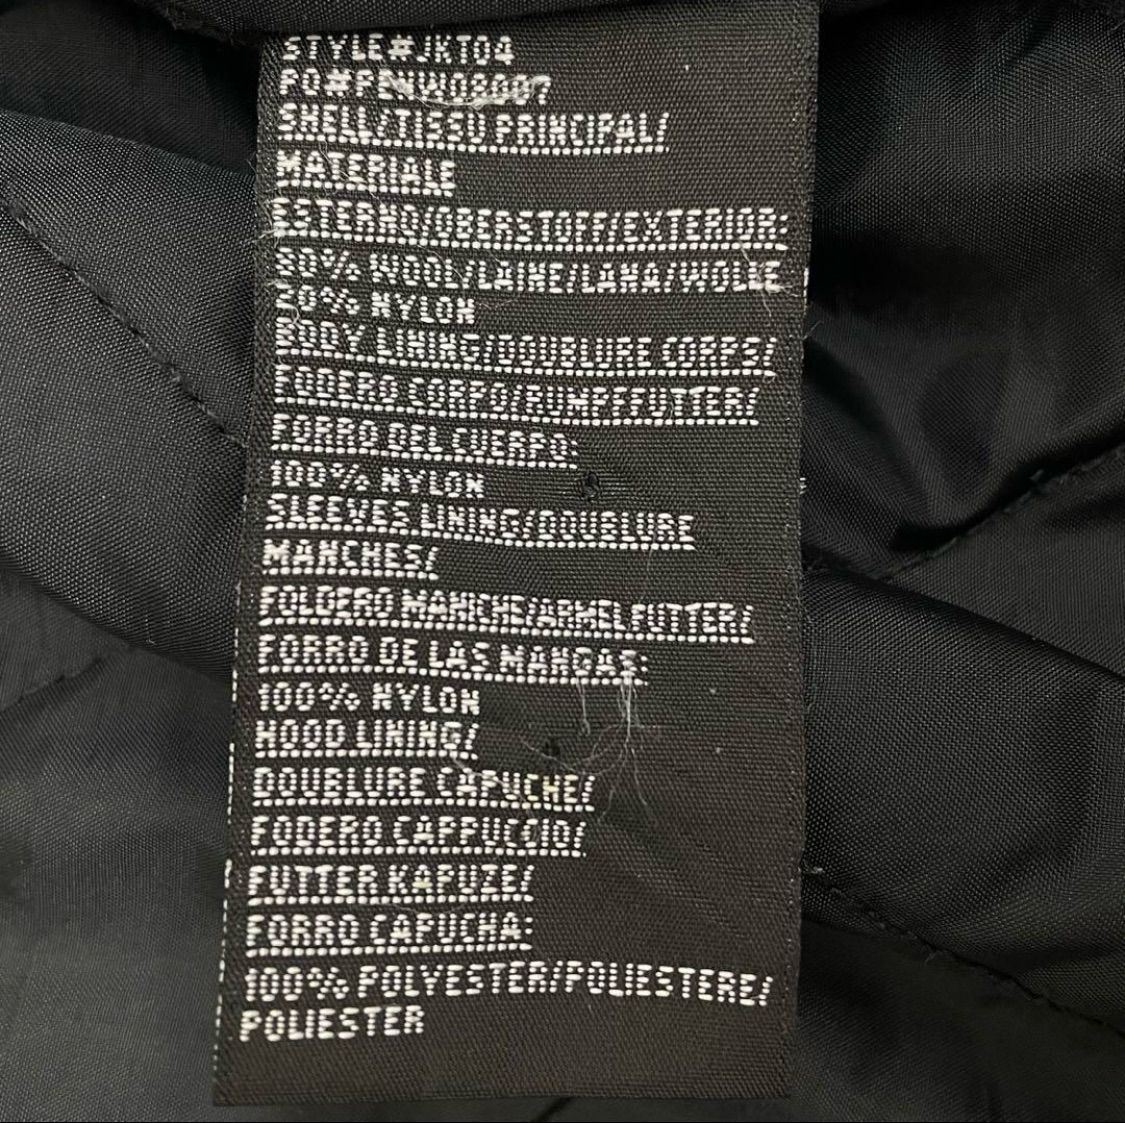 STYLE#JKT04
SHELL/TISSU PRINCIPAL/
MATERIALE
ESTERNO/OBERSTOFF/EXTERIOR:
80% WOOL/LAINE/LANA/WOLLE
20% NYLON
BODY LINING/DOUBLURE CORPS/
FODERO CORPO/RUMPFFUTTER/
FORRO DEL CUERPO:
100% NYLON
SLEEVES LINING/DOUBLURE
MANCHES/
FOLDERO MANICHE/ARMELFUTTER/
FORRO DE LAS MANGAS:
100% NYLON
HOOD LINING/
DOUBLURE CAPUCHE/
FODERO CAPPUCCIO/
FUTTER KAPUZE/
FORRO CAPUCHA:
100% POLYESTER/POLIESTERE/
POLIESTER